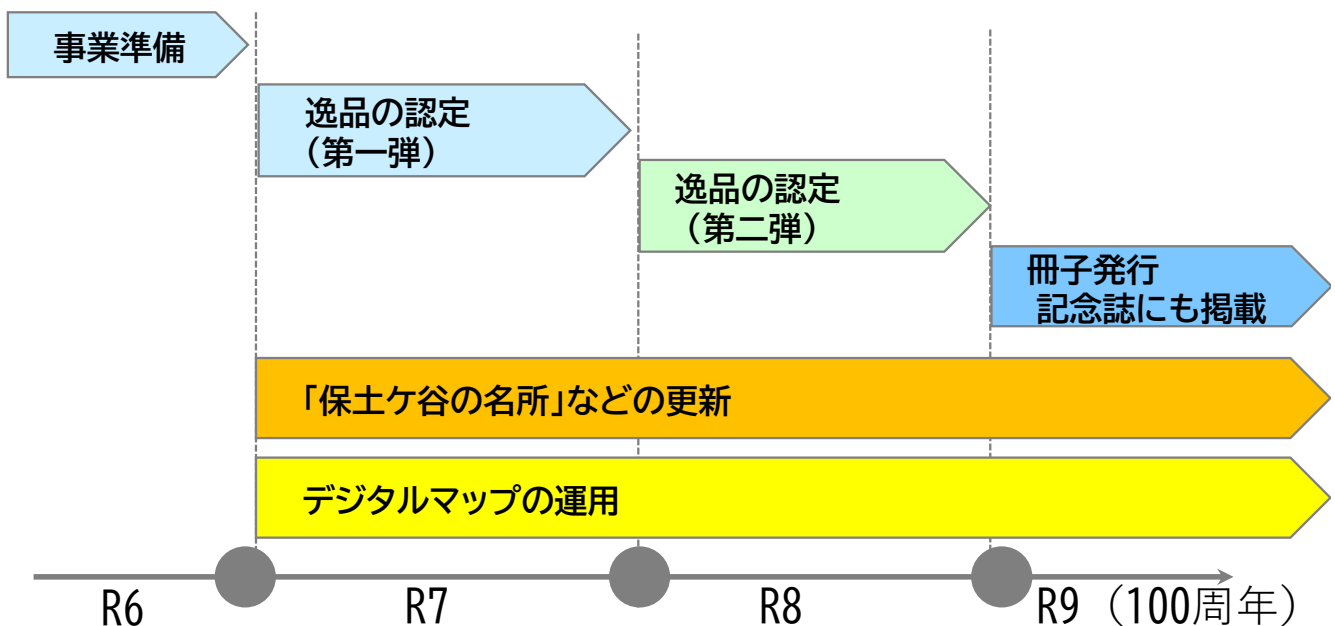 事業準備
逸品の認定
(第一弾)
逸品の認定
(第二弾)
冊子発行
記念誌にも掲載
「保土ケ谷の名所」などの更新
デジタルマップの運用
R6
R7
R8
R9（100周年）